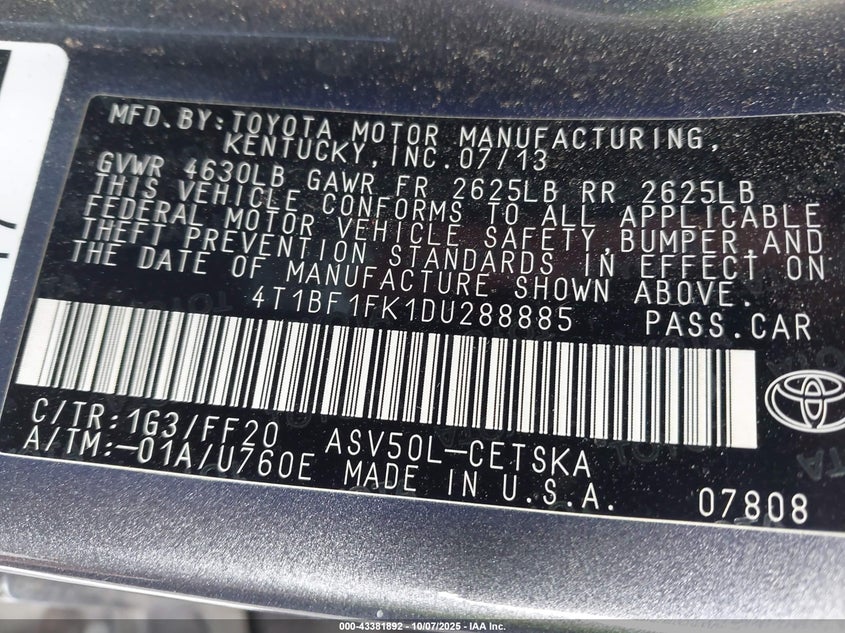 MFD.BY:TOYOTA MOTOR MANUFACTURING,
KENTUCKY,INC.07/13
GVWR 4630LB GAWR FR 2625LB RR 2625LB
THIS VEHICLE CONFORMS TO ALL APPLICABLE
FEDERAL MOTOR VEHICLE SAFETY,BUMPER,AND
THEFT PREVENTION STANDARDS IN EFFECT ON
THE DATE OF MANUFACTURE SHOWN ABOVE.
4T1BF1FK1DU288885 PASS.CAR
C/TR:1G3/FF20 ASV50L-CETSKA
A/TM:-01A/U760E MADE IN U.S.A. 07808
000-43381892 - 10/07/2025 - IAA Inc.